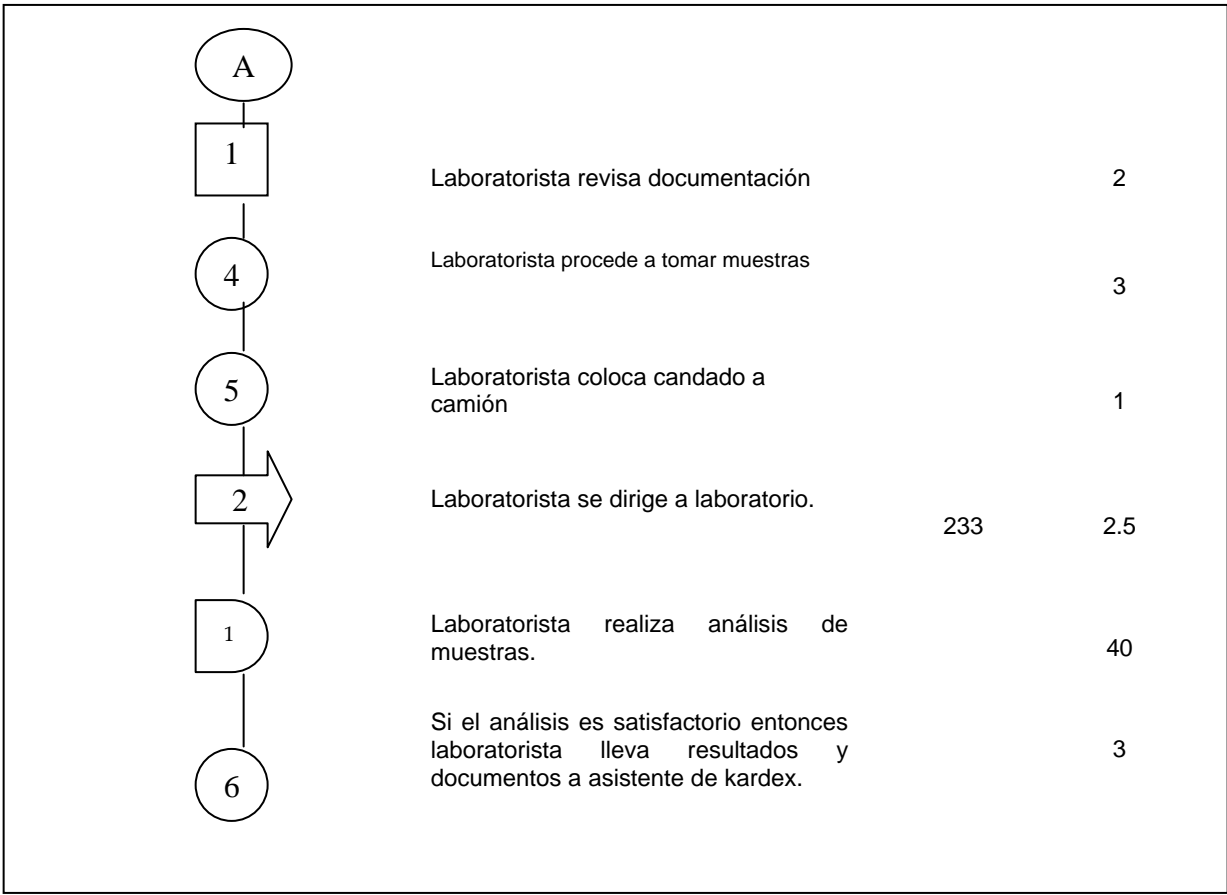 A
1
Laboratorista revisa documentación 2
4
Laboratorista procede a tomar muestras
3
5
Laboratorista coloca candado a
camión
1
2
Laboratorista se dirige a laboratorio.
233 2.5
1
Laboratorista realiza análisis de
muestras.
40
Si el análisis es satisfactorio entonces
laboratorista lleva resultados y 3
documentos a asistente de kardex.
6